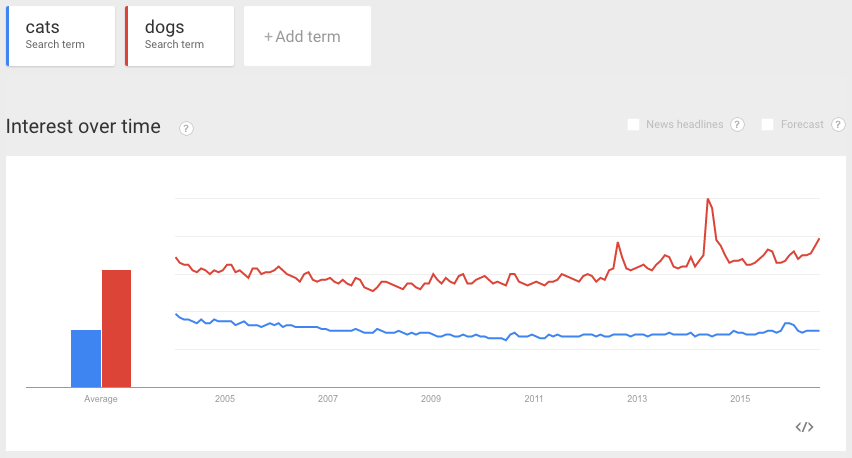 cats
Search term
dogs
Search term
+ Add term
Interest over time ?
News headlines ?
Forecast ?
Average
2005
2007
2009
2011
2013
2015
</>